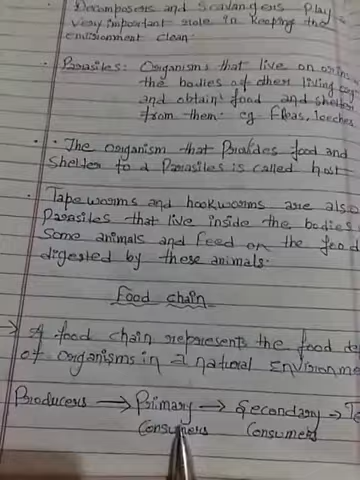 Decomposers and Scavangers Play a
very important role in keeping the
environment clean.
• Parasites: Organisms that live on or in
the bodies of other living
and obtain food and shelter
from them. eg Fleas, leeches
• The organism that Provides food and
Shelter to a Parasites is called host
• Tapeworms and hookworms are also
Parasites that live inside the bodies
Some animals and feed on the food
digested by these animals.
Food chain
> A food chain represents the food
of organisms in a natural Environme
Producers → Primary → Secondary → Te
Consumers Consumers